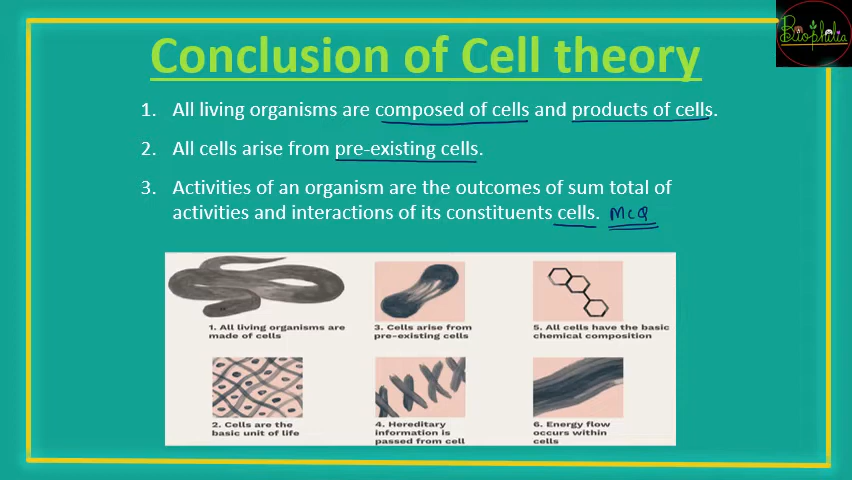 Biophilia
Conclusion of Cell theory
1. All living organisms are composed of cells and products of cells.
2. All cells arise from pre-existing cells.
3. Activities of an organism are the outcomes of sum total of
activities and interactions of its constituents cells. MCQ
1. All living organisms are
made of cells
3. Cells arise from
pre-existing cells
5. All cells have the basic
chemical composition
2. Cells are the
basic unit of life
4. Hereditary
information is
passed from cell
6. Energy flow
occurs within
cells